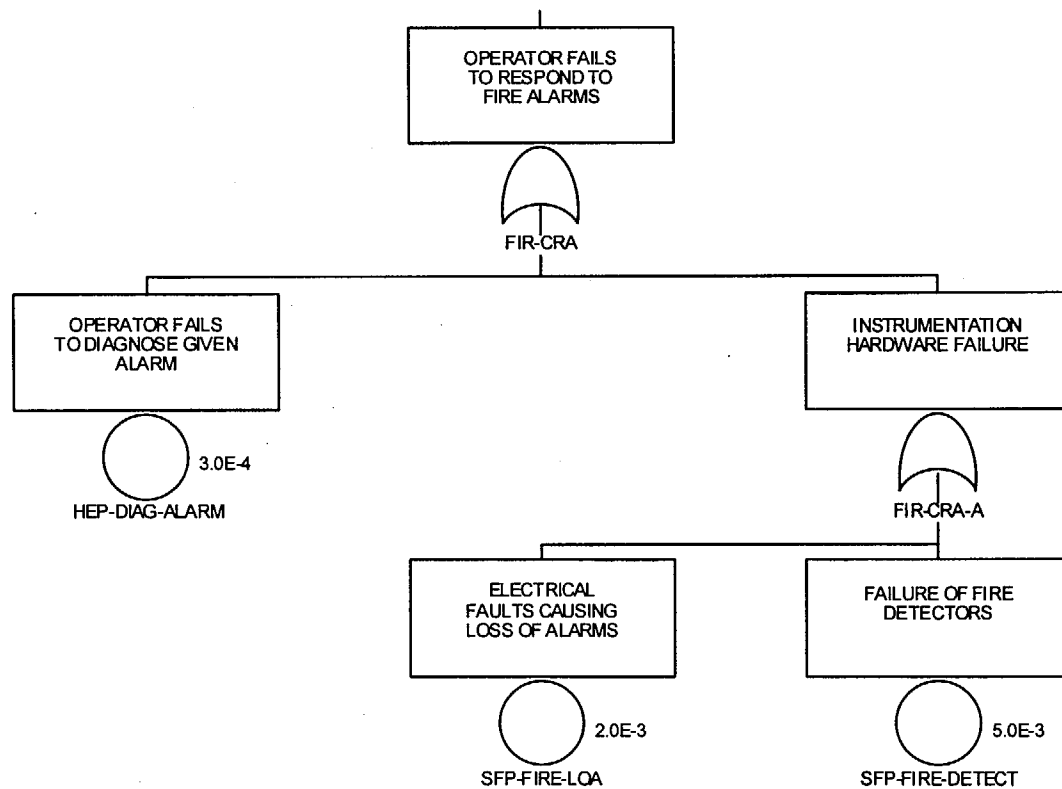 OPERATOR FAILS
TO RESPOND TO
FIRE ALARMS
FIR-CRA
OPERATOR FAILS
TO DIAGNOSE GIVEN
ALARM
3.0E-4
HEP-DIAG-ALARM
INSTRUMENTATION
HARDWARE FAILURE
FIR-CRA-A
ELECTRICAL
FAULTS CAUSING
LOSS OF ALARMS
2.0E-3
SFP-FIRE-LOA
FAILURE OF FIRE
DETECTORS
5.0E-3
SFP-FIRE-DETECT